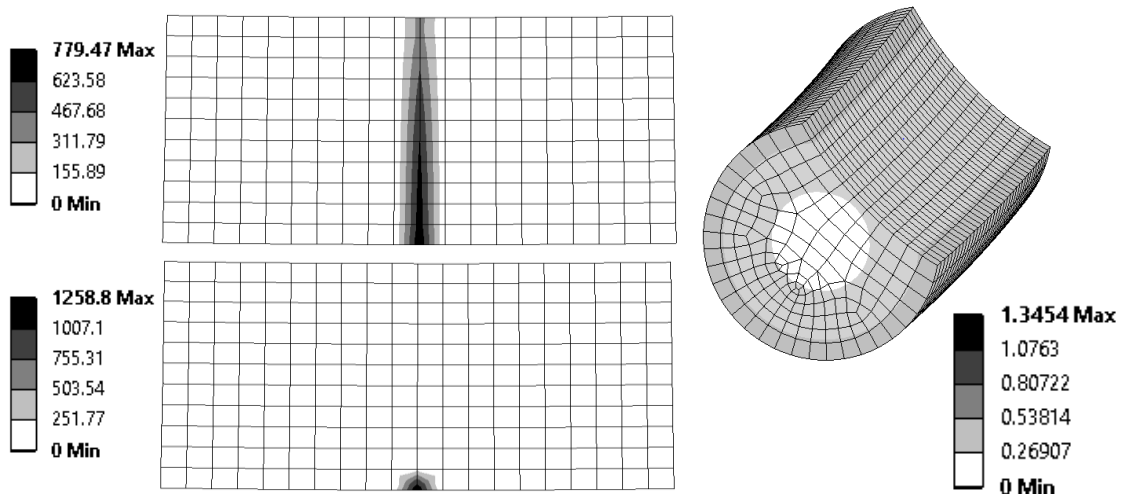 779.47 Max
623.58
467.68
311.79
155.89
0 Min
1258.8 Max
1007.1
755.31
503.54
251.77
0 Min
1.3454 Max
1.0763
0.80722
0.53814
0.26907
0 Min